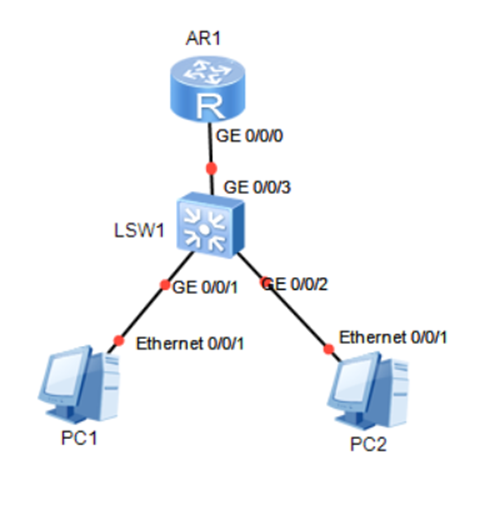 AR1
R
GE 0/0/0
GE 0/0/3
LSW1
GE 0/0/1
GE 0/0/2
Ethernet 0/0/1
Ethernet 0/0/1
PC1
PC2